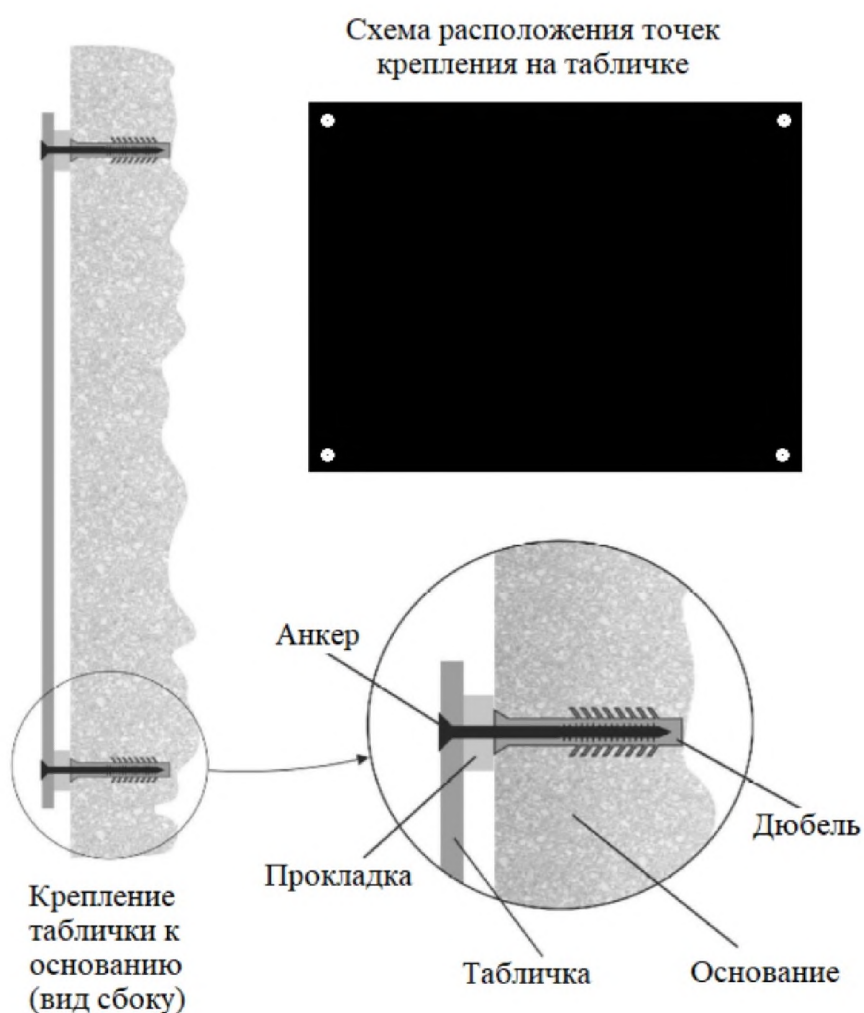 Схема расположения точек
крепления на табличке
Анкер
Дюбель
Прокладка
Табличка
Основание
Крепление
таблички к
основанию
(вид сбоку)